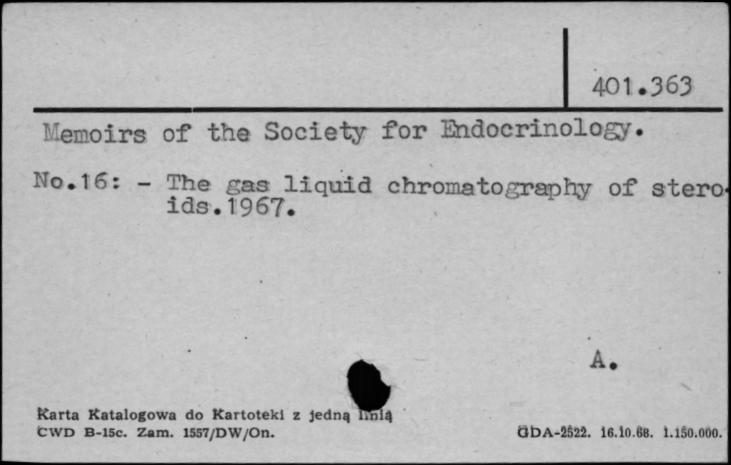 401.363
Memoirs of the Society for Endocrinology.
No.16: - The gas liquid chromatography of stero-
ids.1967.
A.
Karta Katalogowa do Kartoteki z jedną linią
CWD B-15c. Zam. 1557/DW/On.
GDA-2522. 16.10.68. 1.150.000.